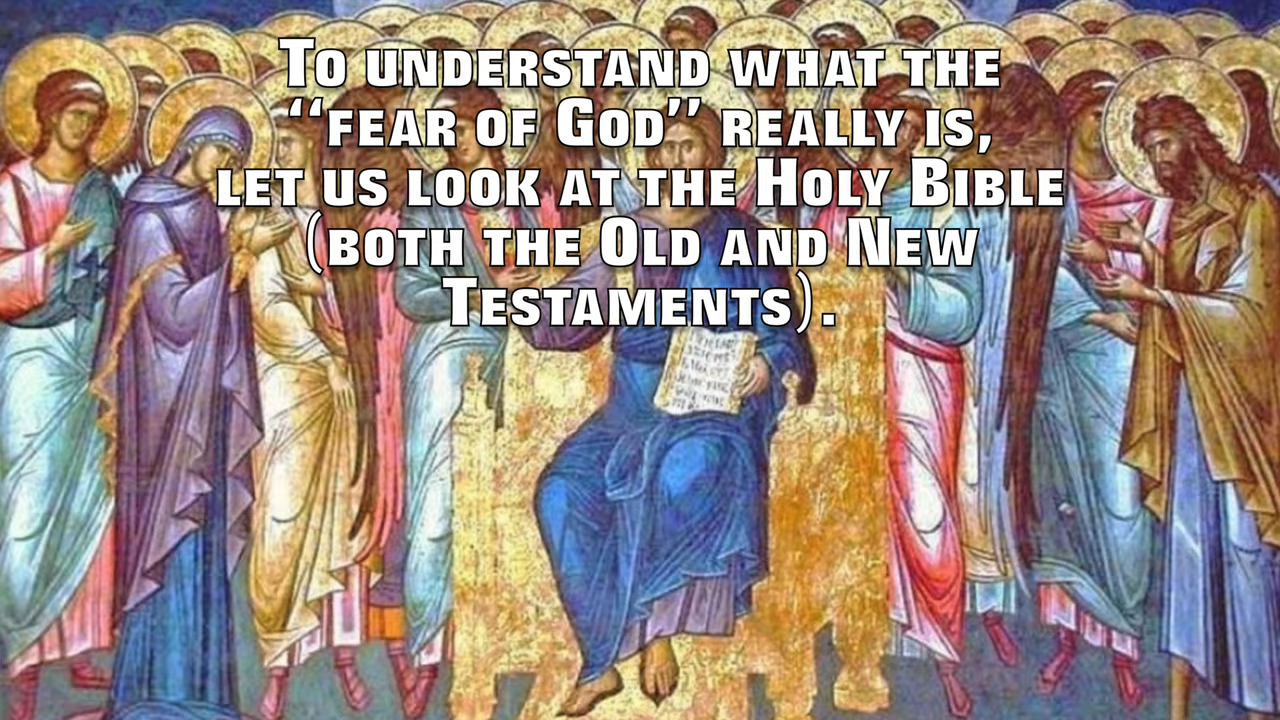 To understand what the
“fear of God” really is,
let us look at the Holy Bible
(both the Old and New
Testaments).